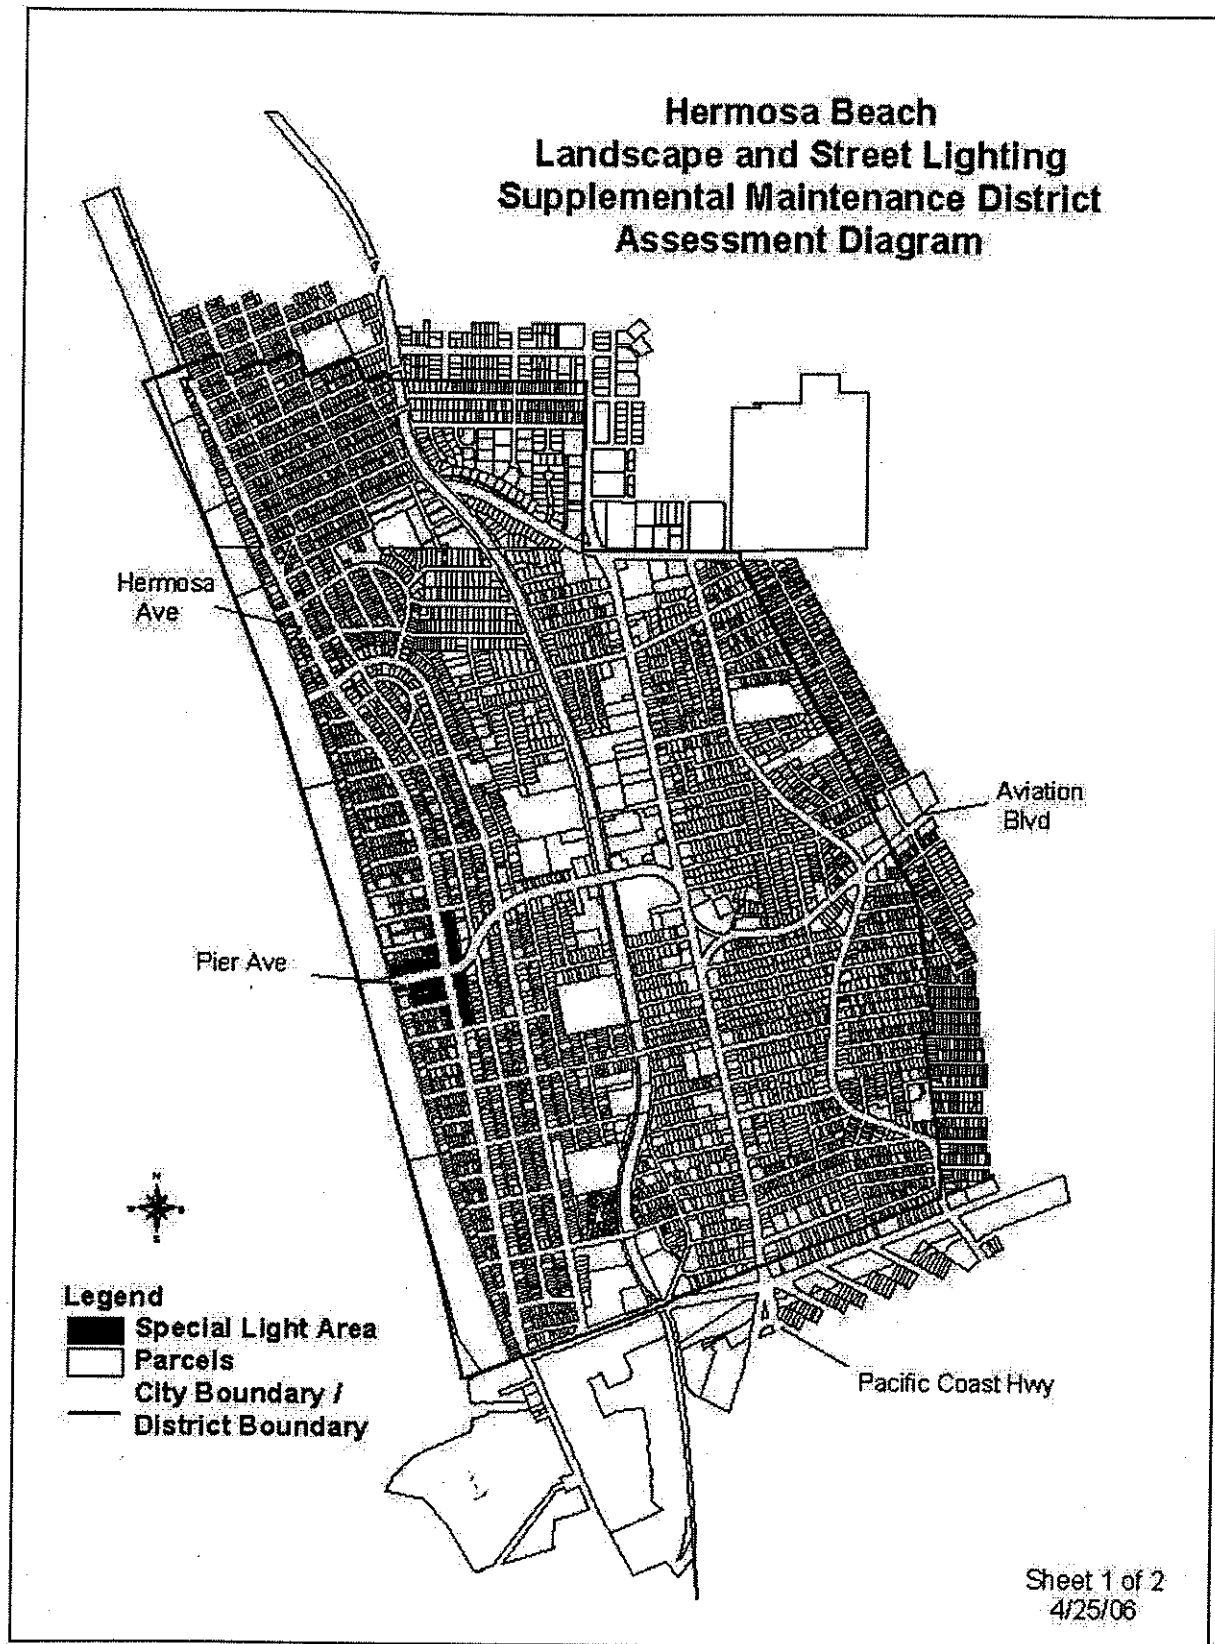 Hermosa Beach
Landscape and Street Lighting
Supplemental Maintenance District
Assessment Diagram
Hermosa
Ave
Aviation
Blvd
Pier Ave
N
S
Legend
Special Light Area
Parcels
City Boundary /
District Boundary
Pacific Coast Hwy
Sheet 1 of 2
4/25/06